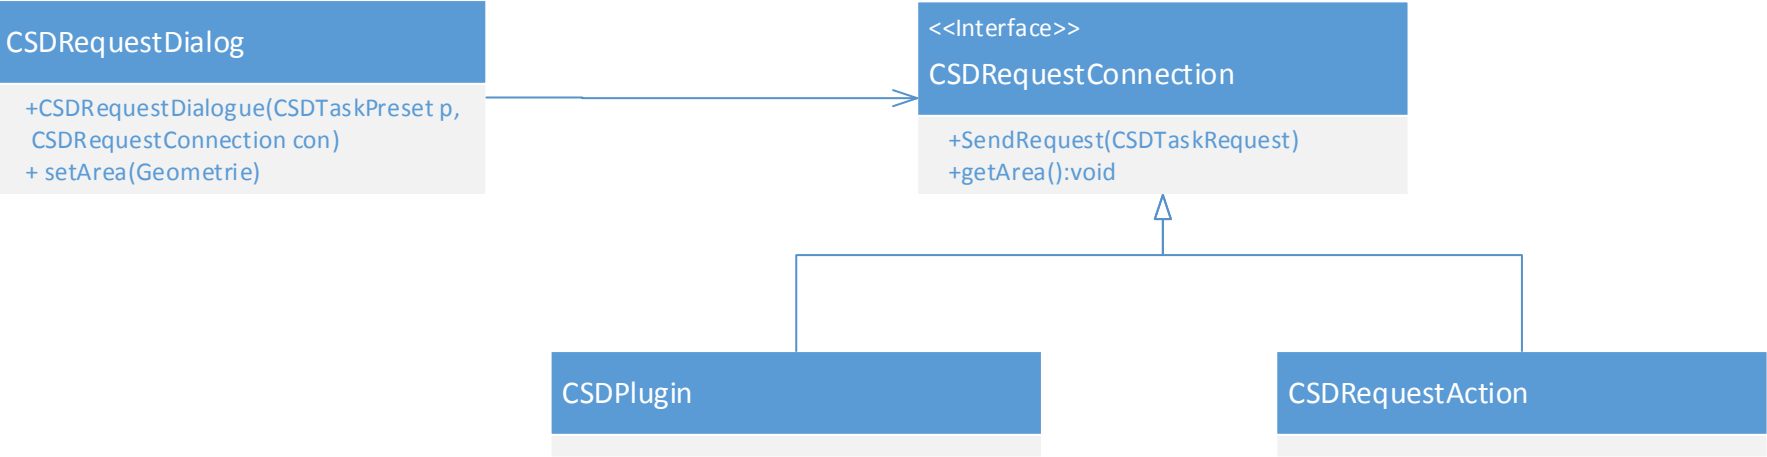 CSDRequestDialog
+CSDRequestDialogue(CSDTaskPreset p,
CSDRequestConnection con)
+ setArea(Geometrie)
<<Interface>>
CSDRequestConnection
+SendRequest(CSDTaskRequest)
+getArea():void
CSDPlugin
CSDRequestAction